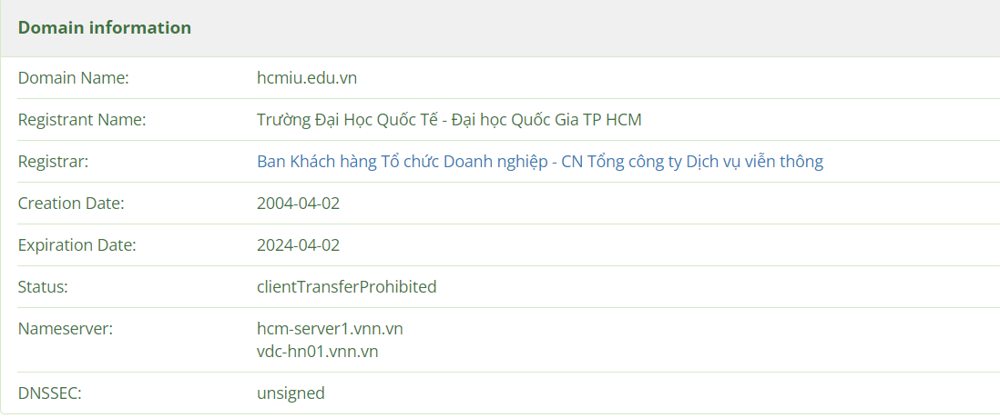 Domain information
Domain Name: hcmiu.edu.vn
Registrant Name: Trường Đại Học Quốc Tế - Đại học Quốc Gia TP HCM
Registrar: Ban Khách hàng Tổ chức Doanh nghiệp - CN Tổng công ty Dịch vụ viễn thông
Creation Date: 2004-04-02
Expiration Date: 2024-04-02
Status: clientTransferProhibited
Nameserver: hcm-server1.vnn.vn
vdc-hn01.vnn.vn
DNSSEC: unsigned